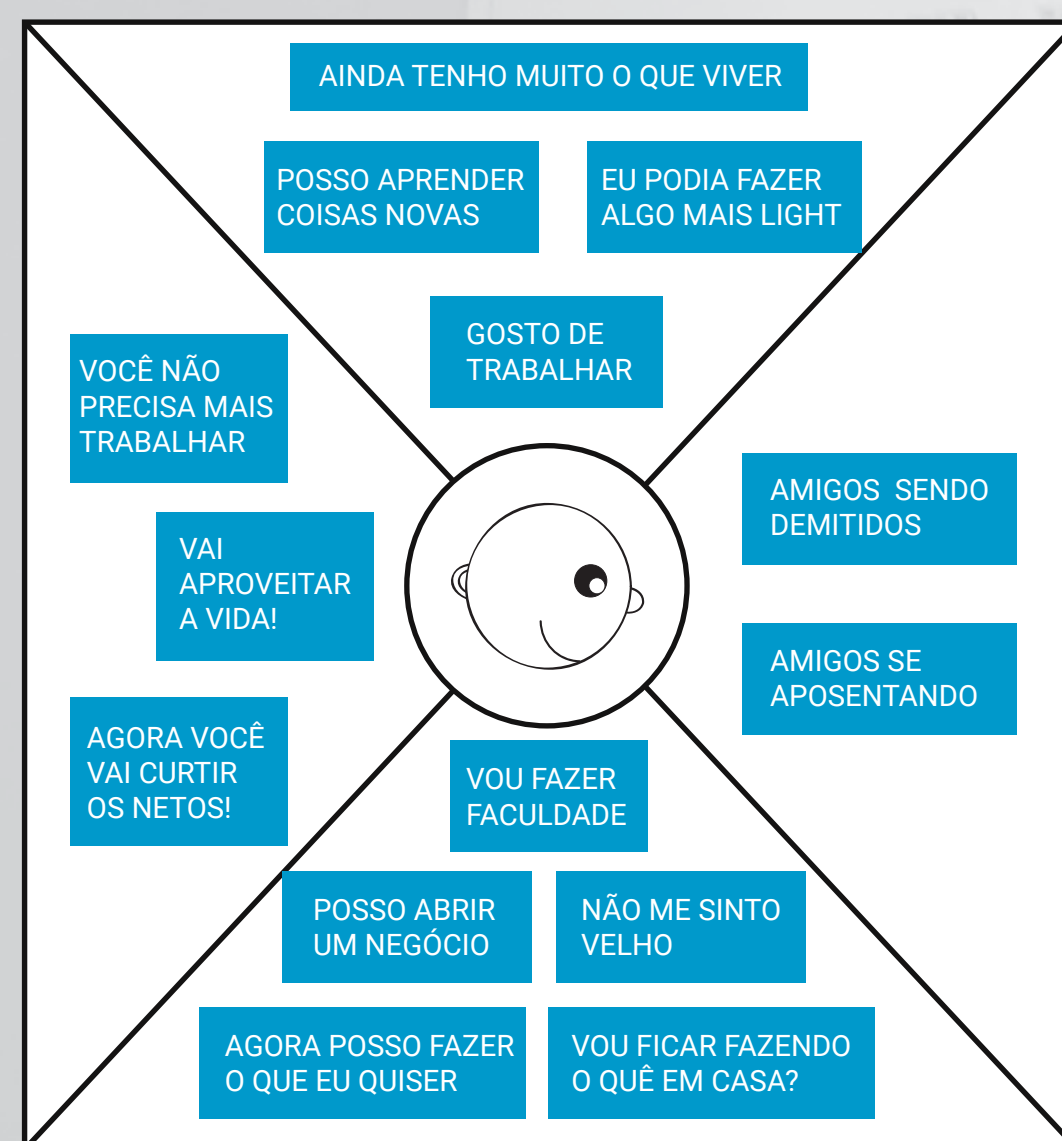 AINDA TENHO MUITO O QUE VIVER
POSSO APRENDER
COISAS NOVAS
EU PODIA FAZER
ALGO MAIS LIGHT
GOSTO DE
TRABALHAR
VOCÊ NÃO
PRECISA MAIS
TRABALHAR
VAI
APROVEITAR
A VIDA!
AGORA VOCÊ
VAI CURTIR
OS NETOS!
AMIGOS SENDO
DEMITIDOS
AMIGOS SE
APOSENTANDO
VOU FAZER
FACULDADE
POSSO ABRIR
UM NEGÓCIO
NÃO ME SINTO
VELHO
AGORA POSSO FAZER
O QUE EU QUISER
VOU FICAR FAZENDO
O QUÊ EM CASA?